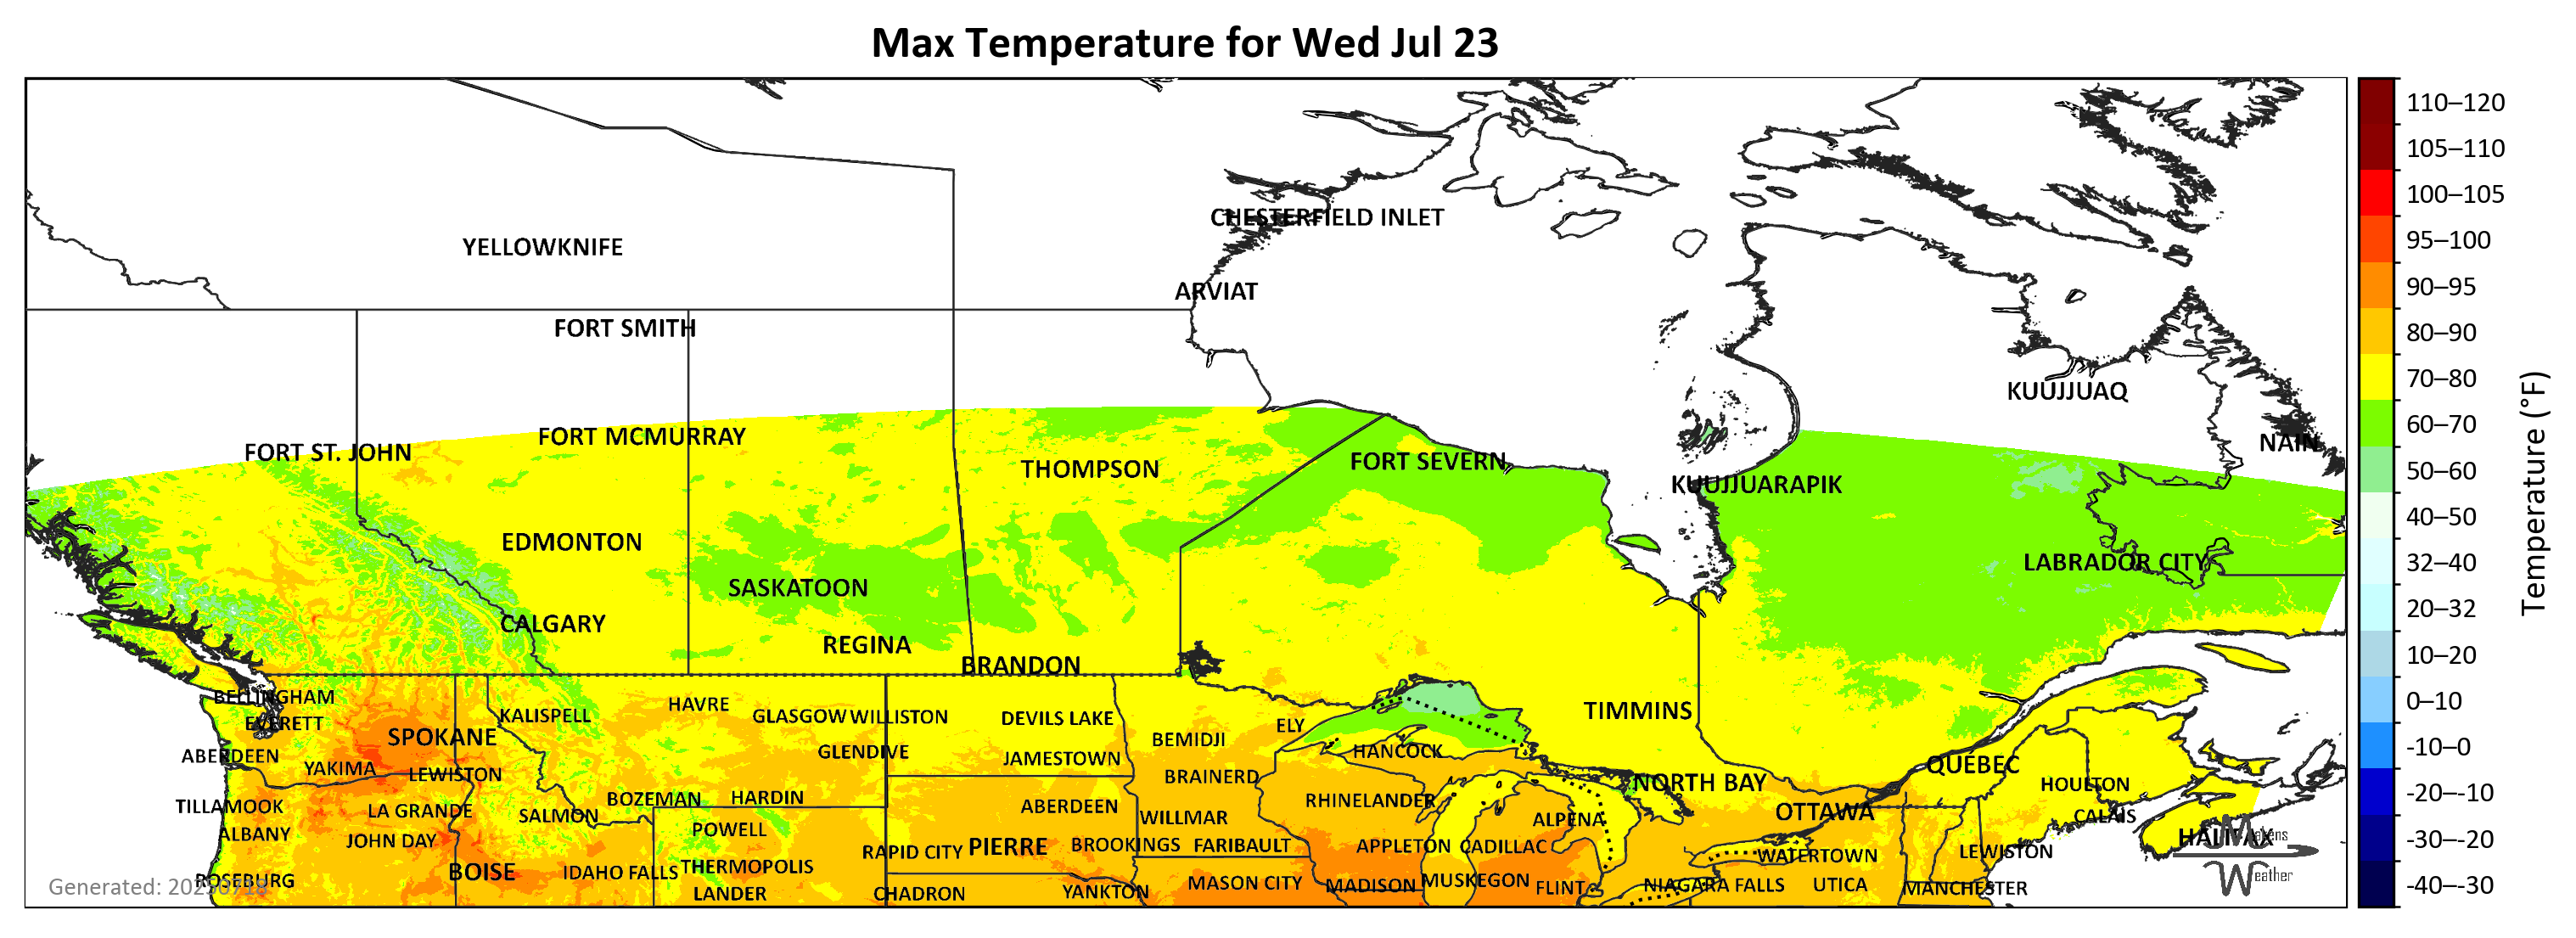 Max Temperature for Wed Jul 23
CHESTERFIELD INLET
YELLOWKNIFE
ARVIAT
FORT SMITH
KUUJJUAQ
FORT MCMURRAY
NAIN
FORT ST. JOHN
FORT SEVERN
THOMPSON
KUUJJUARAPIK
EDMONTON
LABRADOR CITY
SASKATOON
CALGARY
REGINA
BRANDON
BELLINGHAM
HAVRE
KALISPELL
GLASGOW
WILLISTON
DEVILS LAKE
TIMMINS
EVERETT
ELY
SPOKANE
BEMIDJI
ABERDEEN
GLENDIVE
JAMESTOWN
HANCOCK
QUÉBEC
YAKIMA
LEWISTON
BRAINERD
NORTH BAY
HOULTON
TILLAMOOK
LA GRANDE
SALMON
BOZEMAN
HARDIN
ABERDEEN
RHINELANDER
OTTAWA
WILLMAR
ALPENA
CALAIS
ALBANY
JOHN DAY
POWELL
HALIFAX
Makens
Weather
RAPID CITY
PIERRE
BROOKINGS
FARIBAULT
APPLETON
CADILLAC
WATERTOWN
LEWISTON
BOISE
IDAHO FALLS
THERMOPOLIS
ROSEBURG
MASON CITY
MADISON
MUSKEGON
FLINT
NIAGARA FALLS
UTICA
MANCHESTER
LANDER
CHADRON
YANKTON
Generated: 20250718
110–120
105–110
100–105
95–100
90–95
80–90
70–80
60–70
50–60
40–50
32–40
20–32
10–20
0–10
-10–0
-20–-10
-30–-20
-40–-30
Temperature (°F)